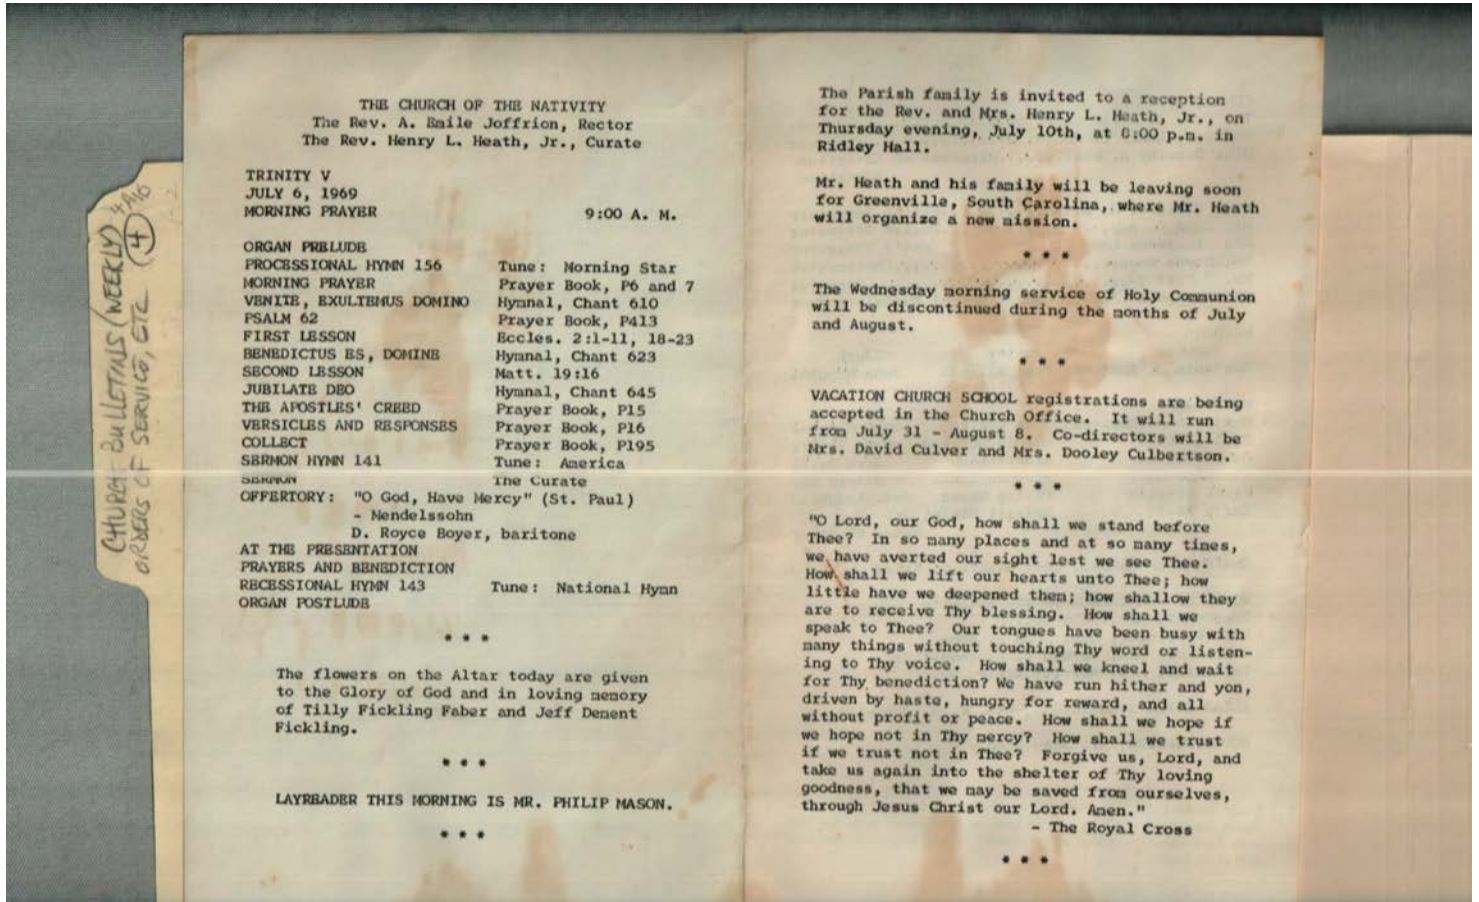 CHURCH BULLETINS (WEEKLY)
ORDERS OF SERVICE, ETC
4
THE CHURCH OF THE NATIVITY
The Rev. A. Emile Joffrion, Rector
The Rev. Henry L. Heath, Jr., Curate
TRINITY V
JULY 6, 1969
MORNING PRAYER 9:00 A. M.
ORGAN PRELUDE
PROCESSIONAL HYMN 156 Tune: Morning Star
MORNING PRAYER Prayer Book, P6 and 7
VENITE, EXULTEMUS DOMINO Hymnal, Chant 610
PSALM 62 Prayer Book, P413
FIRST LESSON Eccles. 2:1-11, 18-23
BENEDICTUS ES, DOMINE Hymnal, Chant 623
SECOND LESSON Matt. 19:16
JUBILATE DEO Hymnal, Chant 645
THE APOSTLES' CREED Prayer Book, P15
VERSICLES AND RESPONSES Prayer Book, P16
COLLECT Prayer Book, P195
SERMON HYMN 141 Tune: America
SERMON The Curate
OFFERTORY: "O God, Have Mercy" (St. Paul)
- Mendelssohn
D. Royce Boyer, baritone
AT THE PRESENTATION
PRAYERS AND BENEDICTION
RECESSIONAL HYMN 143 Tune: National Hymn
ORGAN POSTLUDE
* * *
The flowers on the Altar today are given
to the Glory of God and in loving memory
of Tilly Fickling Faber and Jeff Dement
Fickling.
* * *
LAYREADER THIS MORNING IS MR. PHILIP MASON.
* * *
The Parish family is invited to a reception
for the Rev. and Mrs. Henry L. Heath, Jr., on
Thursday evening, July 10th, at 8:00 p.m. in
Ridley Hall.
Mr. Heath and his family will be leaving soon
for Greenville, South Carolina, where Mr. Heath
will organize a new mission.
* * *
The Wednesday morning service of Holy Communion
will be discontinued during the months of July
and August.
* * *
VACATION CHURCH SCHOOL registrations are being
accepted in the Church Office. It will run
from July 31 - August 8. Co-directors will be
Mrs. David Culver and Mrs. Dooley Culbertson.
* * *
"O Lord, our God, how shall we stand before
Thee? In so many places and at so many times,
we have averted our sight lest we see Thee.
How shall we lift our hearts unto Thee; how
little have we deepened them; how shallow they
are to receive Thy blessing. How shall we
speak to Thee? Our tongues have been busy with
many things without touching Thy word or listen-
ing to Thy voice. How shall we kneel and wait
for Thy benediction? We have run hither and yon,
driven by haste, hungry for reward, and all
without profit or peace. How shall we hope if
we hope not in Thy mercy? How shall we trust
if we trust not in Thee? Forgive us, Lord, and
take us again into the shelter of Thy loving
goodness, that we may be saved from ourselves,
through Jesus Christ our Lord. Amen."
- The Royal Cross
* * *